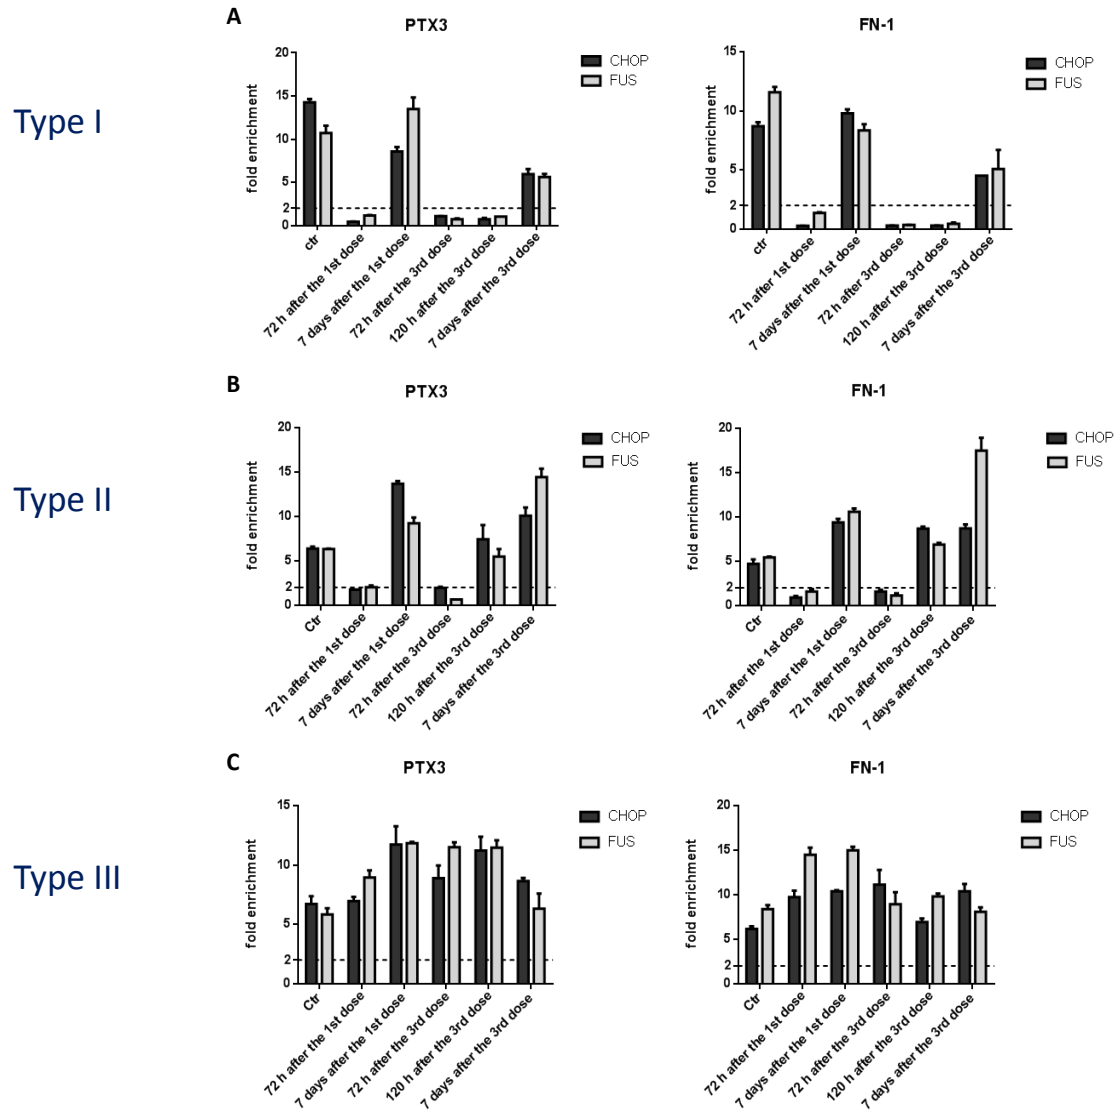 Type I
A
PTX3
fold enrichment
20
15
10
5
2
0
CHOP
FUS
ctr
72 h after the 1st dose
7 days after the 1st dose
72 h after the 3rd dose
120 h after the 3rd dose
7 days after the 3rd dose
FN-1
fold enrichment
15
10
5
2
0
CHOP
FUS
ctr
72 h after 1st dose
7 days after the 1st dose
72 h after 3rd dose
120 h after the 3rd dose
7 days after the 3rd dose
Type II
B
PTX3
fold enrichment
20
15
10
5
2
0
CHOP
FUS
Ctr
72 h after the 1st dose
7 days after the 1st dose
72 h after the 3rd dose
120 h after the 3rd dose
7 days after the 3rd dose
FN-1
fold enrichment
20
15
10
5
2
0
CHOP
FUS
Ctr
72 h after the 1st dose
7 days after the 1st dose
72 h after the 3rd dose
120 h after the 3rd dose
7 days after the 3rd dose
Type III
C
PTX3
fold enrichment
15
10
5
2
0
CHOP
FUS
Ctr
72 h after the 1st dose
7 days after the 1st dose
72 h after the 3rd dose
120 h after the 3rd dose
7 days after the 3rd dose
FN-1
fold enrichment
20
15
10
5
2
0
CHOP
FUS
Ctr
72 h after the 1st dose
7 days after the 1st dose
72 h after the 3rd dose
120 h after the 3rd dose
7 days after the 3rd dose